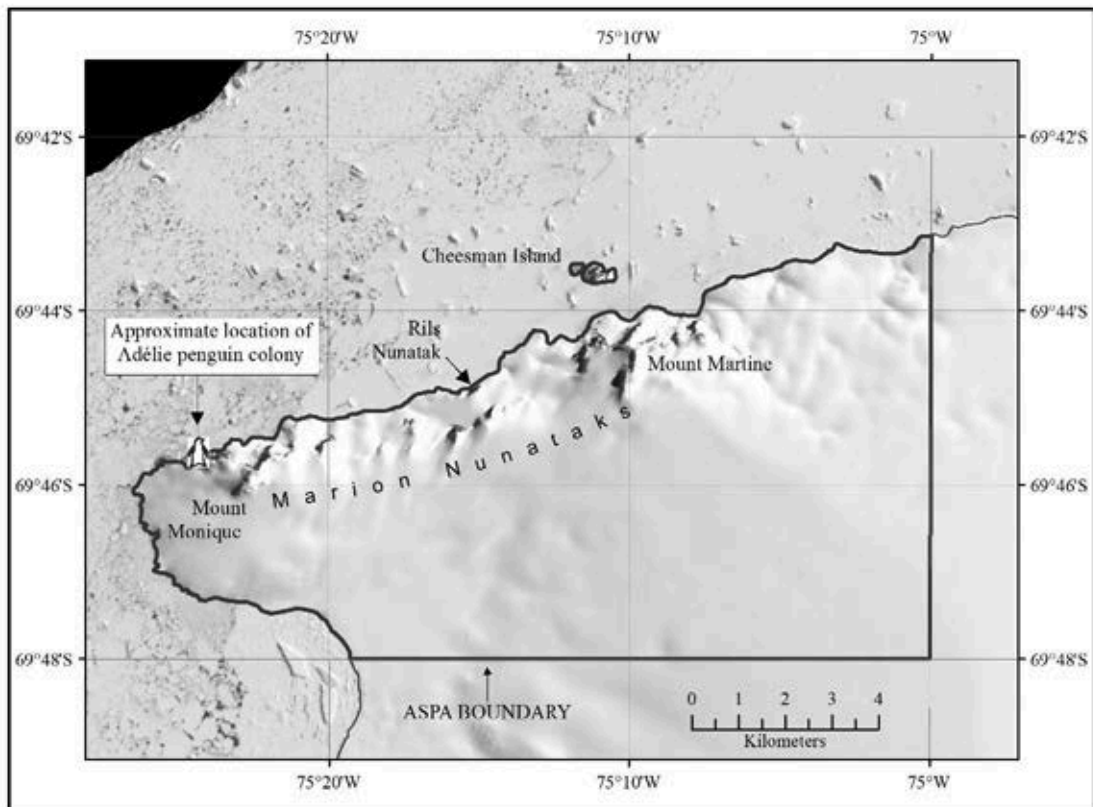 75°20'W 75°10'W 75°W
69°42'S 69°42'S
Cheesman Island
69°44'S 69°44'S
Approximate location of
Adélie penguin colony
Rils
Nunatak
Mount Martine
Marion Nunataks
69°46'S 69°46'S
Mount
Monique
69°48'S 69°48'S
ASPA BOUNDARY
0 1 2 3 4
Kilometers
75°20'W 75°10'W 75°W